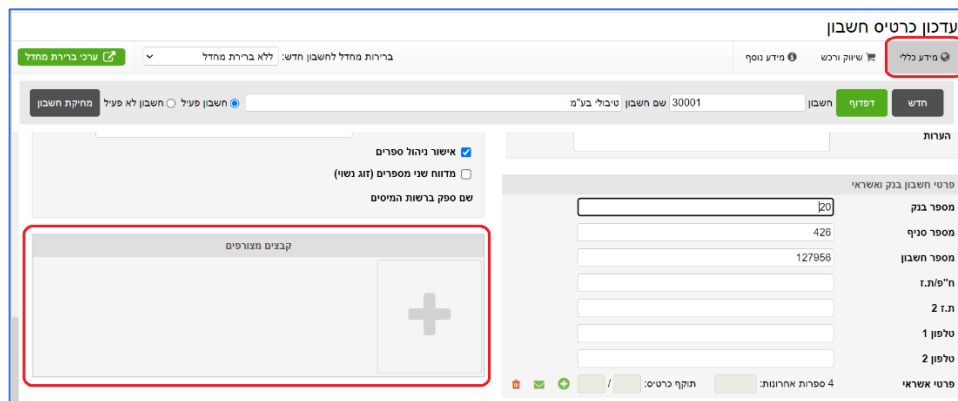 עדכון כרטיס חשבון
מידע כללי שיווק ורכש מידע נוסף ברירות מחדל לחשבון חדש: ללא ברירת מחדל ערכי ברירת מחדל
חדש דפדוף חשבון 30001 שם חשבון טיבולי בע"מ חשבון פעיל חשבון לא פעיל מחיקת חשבון
הערות
פרטי חשבון בנק ואשראי
מספר בנק 20
מספר סניף 426
מספר חשבון 127956
ח"פ/ת.ז
ת.ז 2
טלפון 1
טלפון 2
פרטי אשראי 4 ספרות אחרונות: תוקף כרטיס: /
אישור ניהול ספרים
מדווח שני מספרים (זוג נשוי)
שם ספק ברשות המיסים
קבצים מצורפים